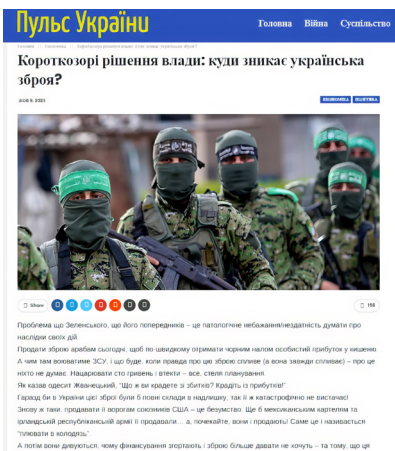 Пульс України
Головна Війна Суспільство
Короткозорі рішення влади: куди зникає українська
зброя?
ЕКОНОМІКА ПОЛІТИКА
Share
Проблема що Зеленського, що його попередників – це патологічне небажання/нездатність думати про
наслідки своїх дій.
Продати зброю арабам сьогодні, щоб по-швидкому отримати чорним налом особистий прибуток у кишеню.
А чим там воюватиме ЗСУ, і що буде, коли правда про цю зброю спливе (а вона завжди спливає) – про це
ніхто не думає. Нацарювати сто гривень і втекти – все, стеля планування.
Як казав одесит Жванецький, "Що ж ви крадете зі збитків? Крадіть із прибутків!"
Гаразд би в Україні цієї зброї були б повні склади в надлишку, так її ж катастрофічно не вистачає!
Знову ж таки, продавати її ворогам союзників США – це безумство. Ще б мексиканським картелям та
ірландській республіканській армії її продавали... а, почекайте, вони і продають! Саме це і називається
"плювати в колодязь".
А потім вони дивуються, чому фінансування згортають і зброю більше давати не хочуть – та тому, що ця